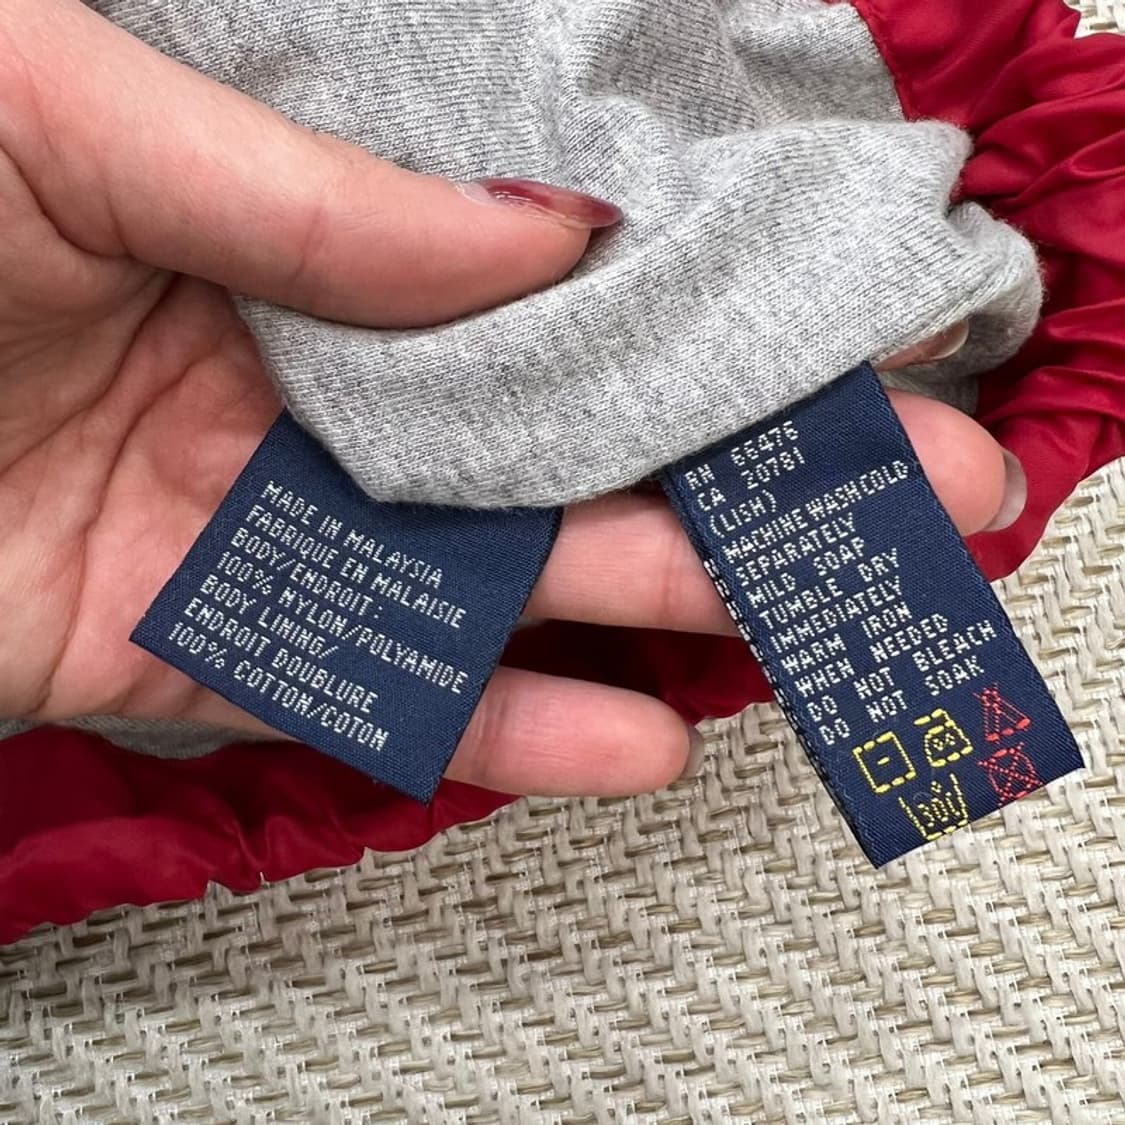 MADE IN MALAYSIA
FABRIQUE EN MALAISIE
BODY/ENDROIT:
100% NYLON/POLYAMIDE
BODY LINING/
ENDROIT DOUBLURE
100% COTTON/COTON
RN 66476
CA 20781
(LISH)
MACHINE WASH COLD
SEPARATELY
MILD SOAP
TUMBLE DRY
IMMEDIATELY
WARM IRON
WHEN NEEDED
DO NOT BLEACH
DO NOT SOAK